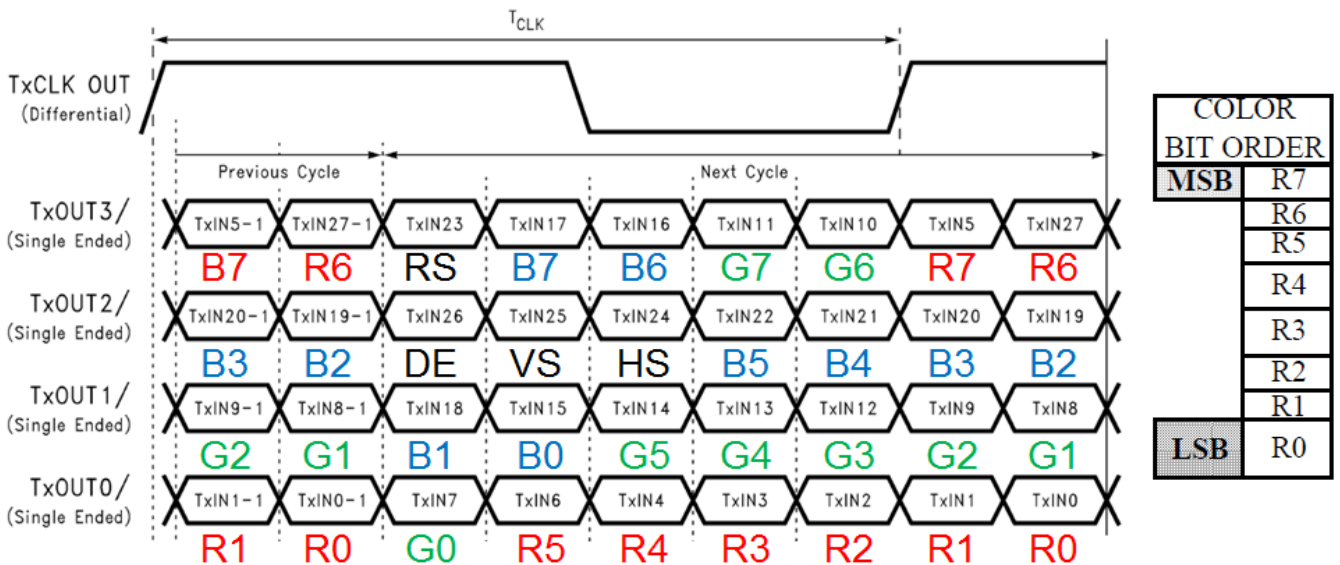 TCLK
TxCLK OUT
(Differential)
Previous Cycle
Next Cycle
TxOUT3/
(Single Ended)
TxIN5-1 TxIN27-1 TxIN23 TxIN17 TxIN16 TxIN11 TxIN10 TxIN5 TxIN27
B7 R6 RS B7 B6 G7 G6 R7 R6
TxOUT2/
(Single Ended)
TxIN20-1 TxIN19-1 TxIN26 TxIN25 TxIN24 TxIN22 TxIN21 TxIN20 TxIN19
B3 B2 DE VS HS B5 B4 B3 B2
TxOUT1/
(Single Ended)
TxIN9-1 TxIN8-1 TxIN18 TxIN15 TxIN14 TxIN13 TxIN12 TxIN9 TxIN8
G2 G1 B1 B0 G5 G4 G3 G2 G1
TxOUT0/
(Single Ended)
TxIN1-1 TxIN0-1 TxIN7 TxIN6 TxIN4 TxIN3 TxIN2 TxIN1 TxIN0
R1 R0 G0 R5 R4 R3 R2 R1 R0
COLOR
BIT ORDER
MSB R7
R6
R5
R4
R3
R2
R1
LSB R0